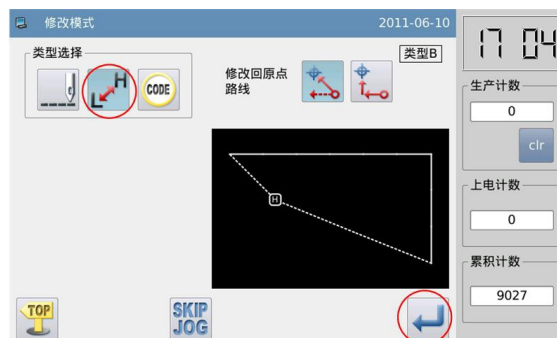 修改模式 2011-06-10
类型选择
L H
CODE
修改回原点
路线
类型B
H
TOP
SKIP
JOG
17 04
生产计数
0
clr
上电计数
0
累积计数
9027